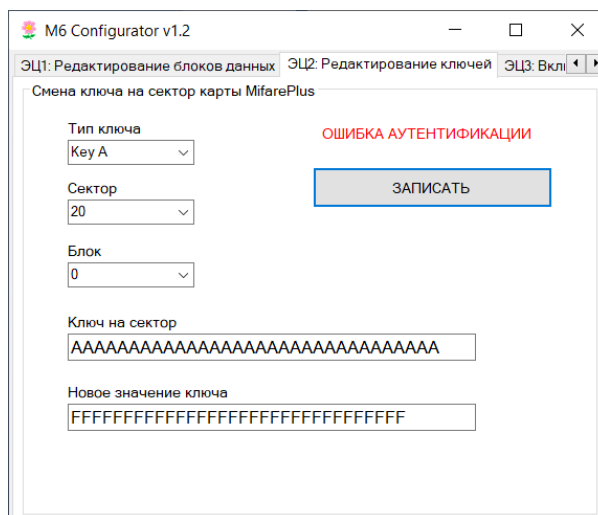 M6 Configurator v1.2
ЭЦ1: Редактирование блоков данных ЭЦ2: Редактирование ключей ЭЦ3: Вкл
Смена ключа на сектор карты MifarePlus
Тип ключа
ОШИБКА АУТЕНТИФИКАЦИИ
Key A
ЗАПИСАТЬ
Сектор
20
Блок
0
Ключ на сектор
AAAAAAAAAAAAAAAAAAAAAAAAAAAAAAAA
Новое значение ключа
FFFFFFFFFFFFFFFFFFFFFFFFFFFFFFFF